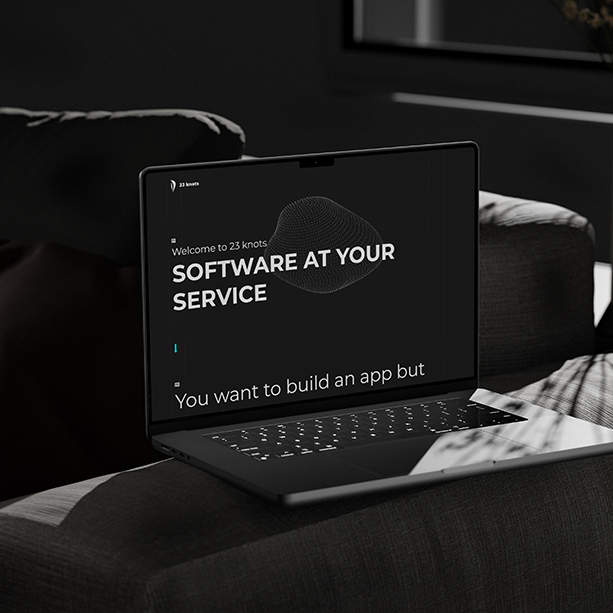 23 knots
Welcome to 23 knots
SOFTWARE AT YOUR
SERVICE
You want to build an app but